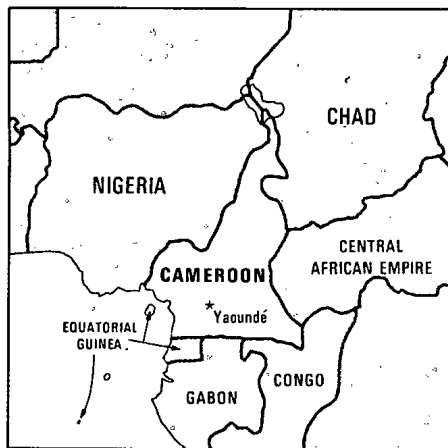 CHAD
NIGERIA
CENTRAL
AFRICAN EMPIRE
CAMEROON
Yaoundé
EQUATORIAL
GUINEA
GABON
CONGO